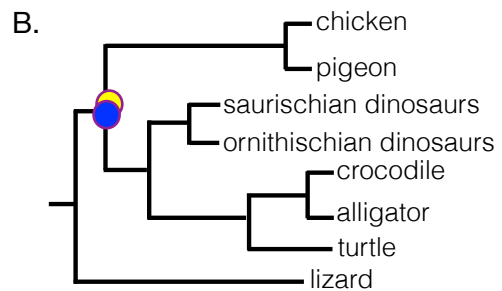 B.
chicken
pigeon
saurischian dinosaurs
ornithischian dinosaurs
crocodile
alligator
turtle
lizard